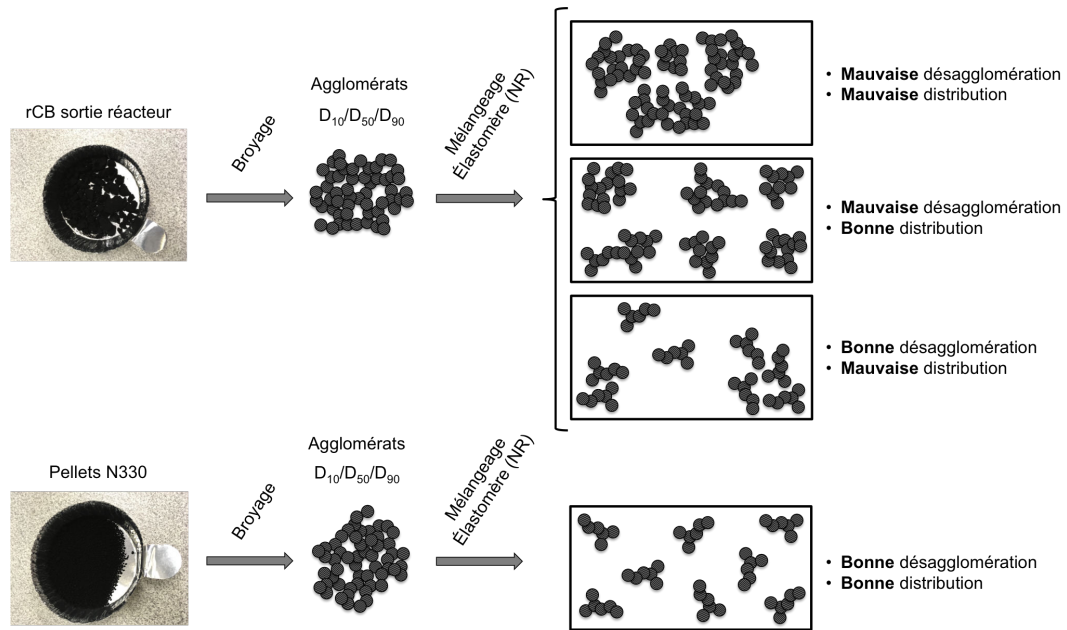 rCB sortie réacteur
Broyage
Agglomérats
D10/D50/D90
Mélangeage
Élastomère (NR)
• Mauvaise désagglomération
• Mauvaise distribution
• Mauvaise désagglomération
• Bonne distribution
• Bonne désagglomération
• Mauvaise distribution
Pellets N330
Broyage
Agglomérats
D10/D50/D90
Mélangeage
Élastomère (NR)
• Bonne désagglomération
• Bonne distribution